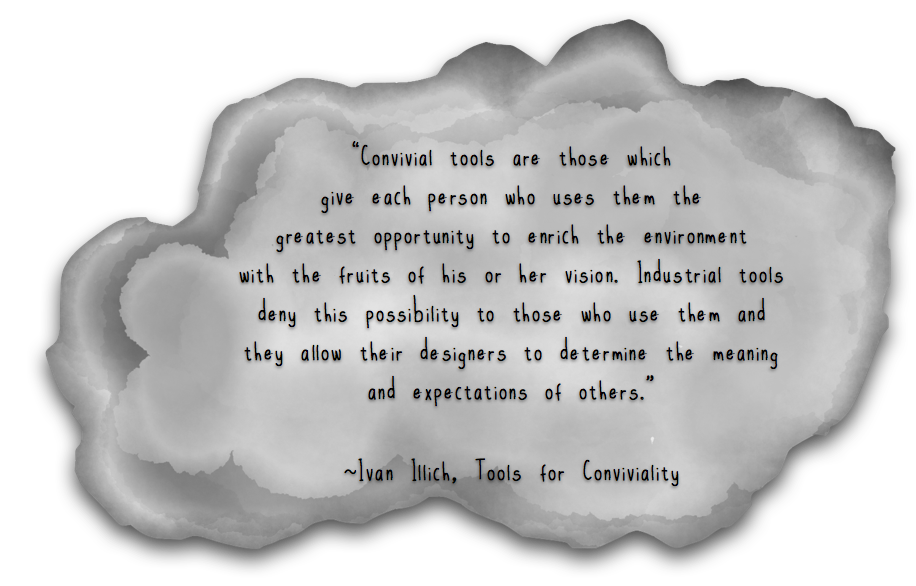 “Convivial tools are those which
give each person who uses them the
greatest opportunity to enrich the environment
with the fruits of his or her vision. Industrial tools
deny this possibility to those who use them and
they allow their designers to determine the meaning
and expectations of others.”
~Ivan Illich, Tools for Conviviality